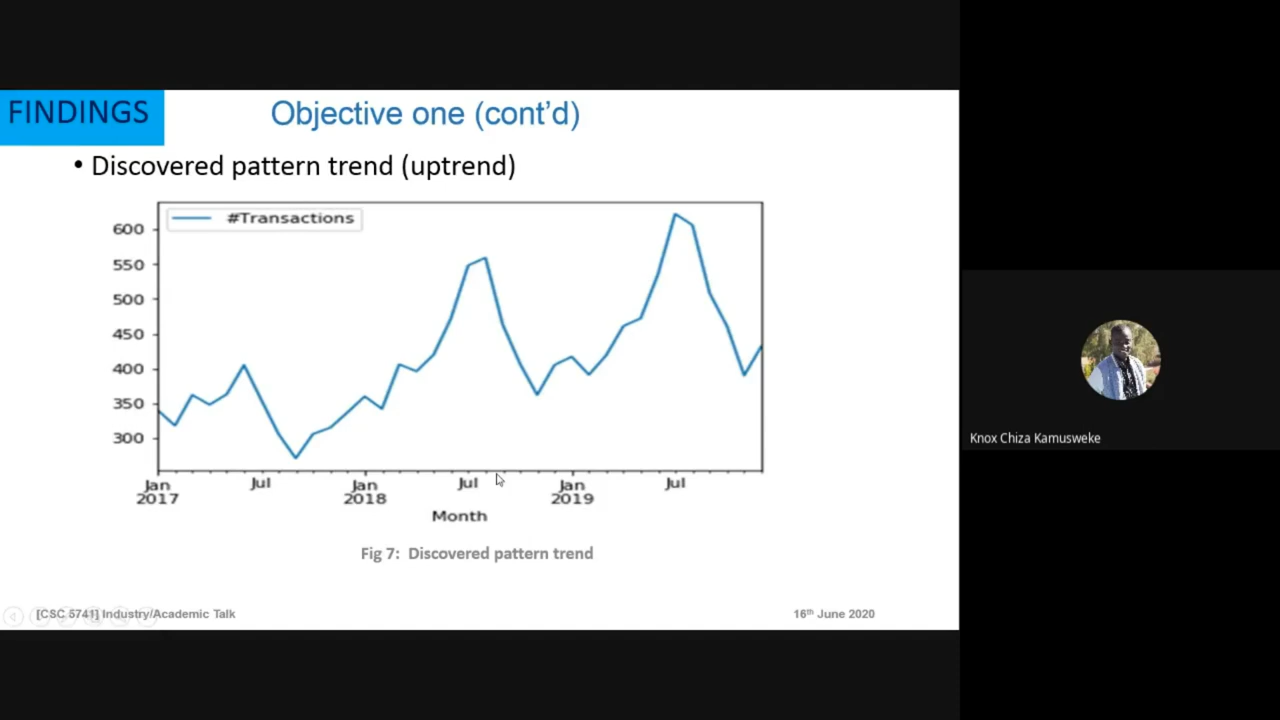 FINDINGS
Objective one (cont’d)
• Discovered pattern trend (uptrend)
#Transactions
600
550
500
450
400
350
300
Jan Jul Jan Jul Jan Jul
2017 2018 2019
Month
Fig 7: Discovered pattern trend
[CSC 5741] Industry/Academic Talk 16th June 2020
Knox Chiza Kamusweke